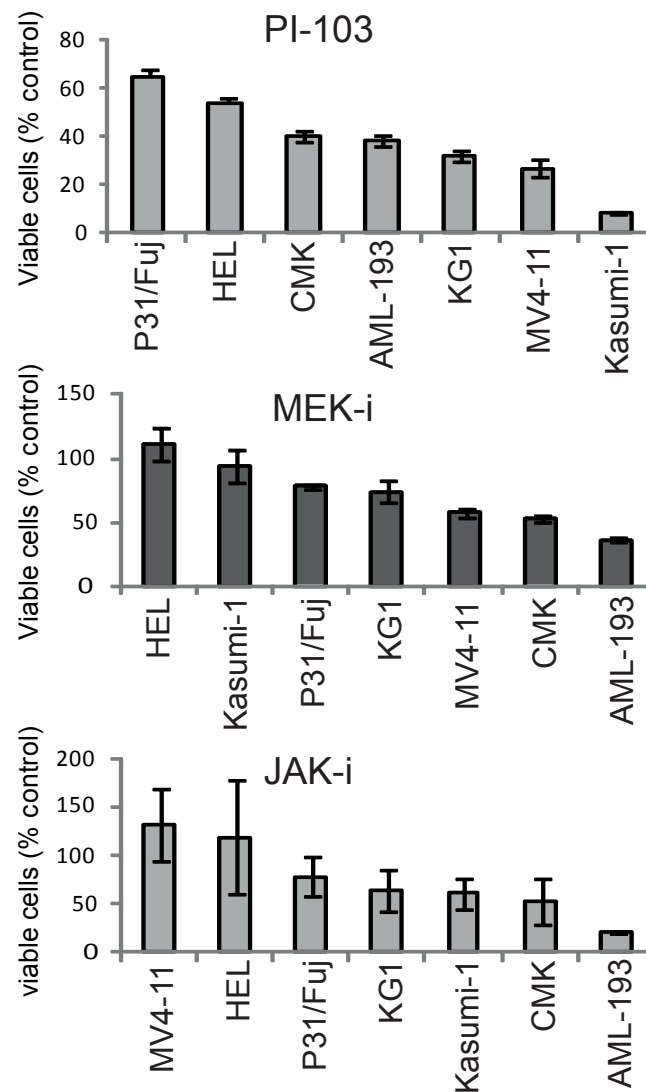 PI-103
Viable cells (% control)
80
60
40
20
0
P31/Fuj
HEL
CMK
AML-193
KG1
MV4-11
Kasumi-1
MEK-i
Viable cells (% control)
150
100
50
0
HEL
Kasumi-1
P31/Fuj
KG1
MV4-11
CMK
AML-193
JAK-i
viable cells (% control)
200
150
100
50
0
MV4-11
HEL
P31/Fuj
KG1
Kasumi-1
CMK
AML-193